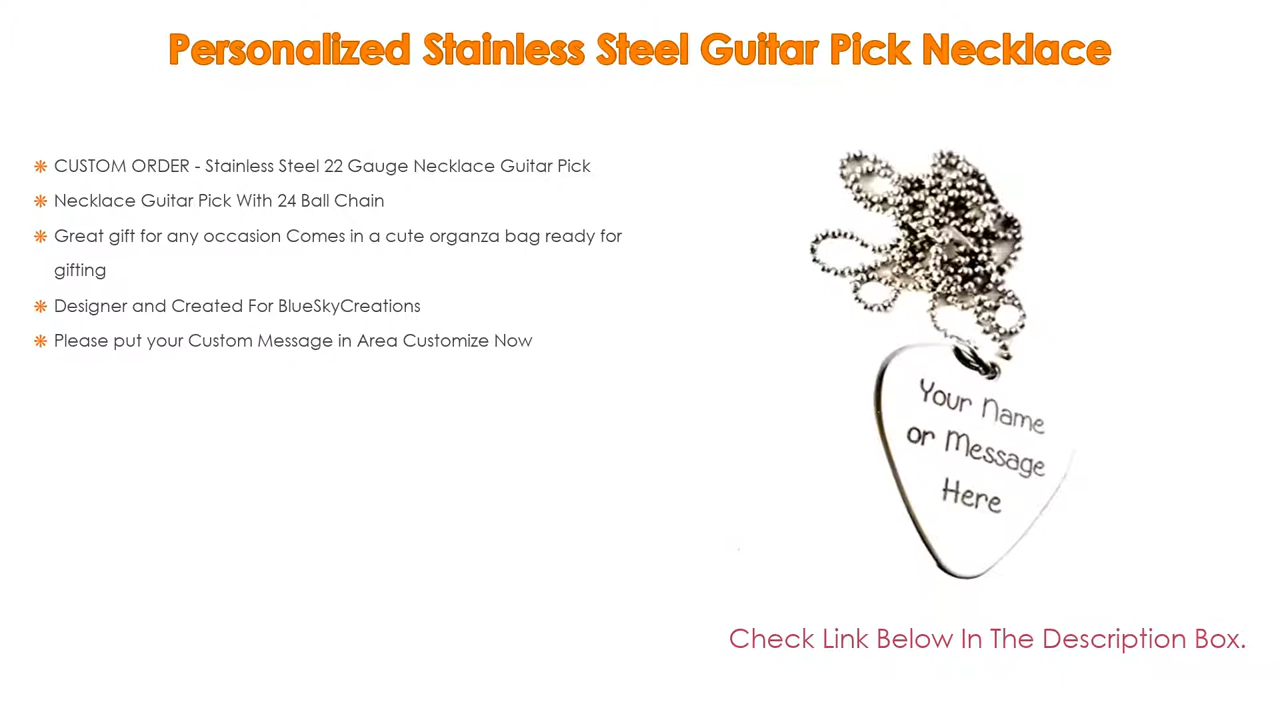 Personalized Stainless Steel Guitar Pick Necklace
CUSTOM ORDER - Stainless Steel 22 Gauge Necklace Guitar Pick
Necklace Guitar Pick With 24 Ball Chain
Great gift for any occasion Comes in a cute organza bag ready for
gifting
Designer and Created For BlueSkyCreations
Please put your Custom Message in Area Customize Now
Your Name
or Message
Here
Check Link Below In The Description Box.